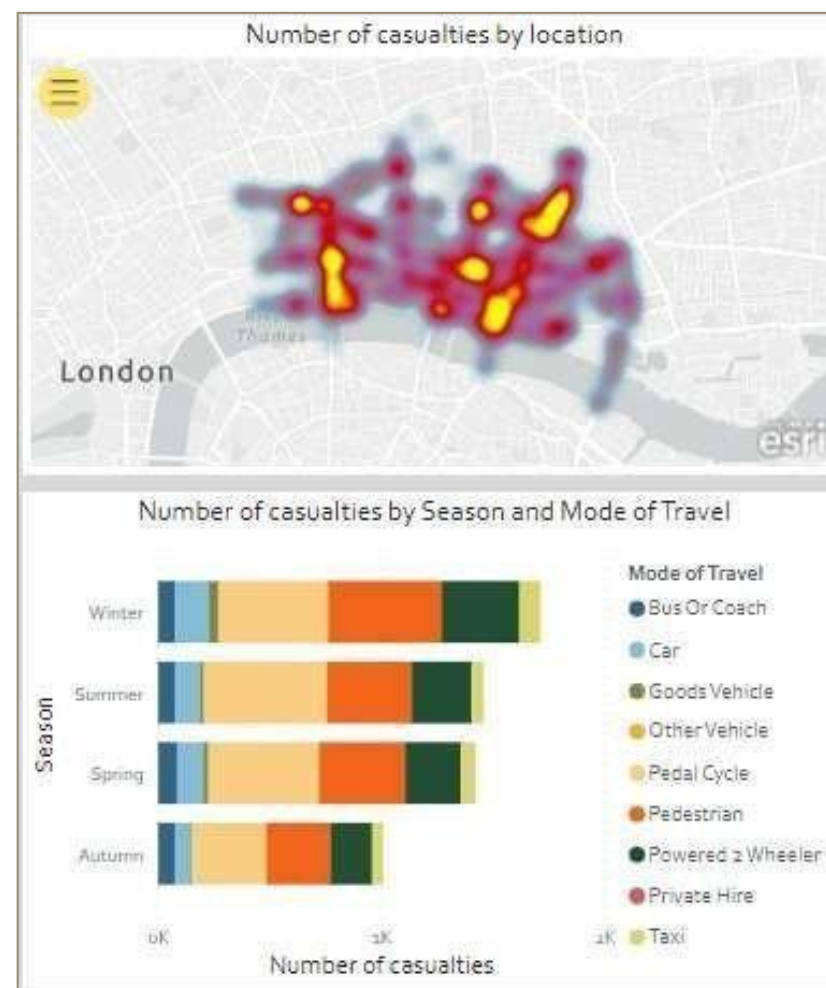 Number of casualties by location
Thames
London
esri
Number of casualties by Season and Mode of Travel
Mode of Travel
Bus Or Coach
Car
Goods Vehicle
Other Vehicle
Pedal Cycle
Pedestrian
Powered 2 Wheeler
Private Hire
Taxi
Season
Winter
Summer
Spring
Autumn
0K
1K
2K
Number of casualties